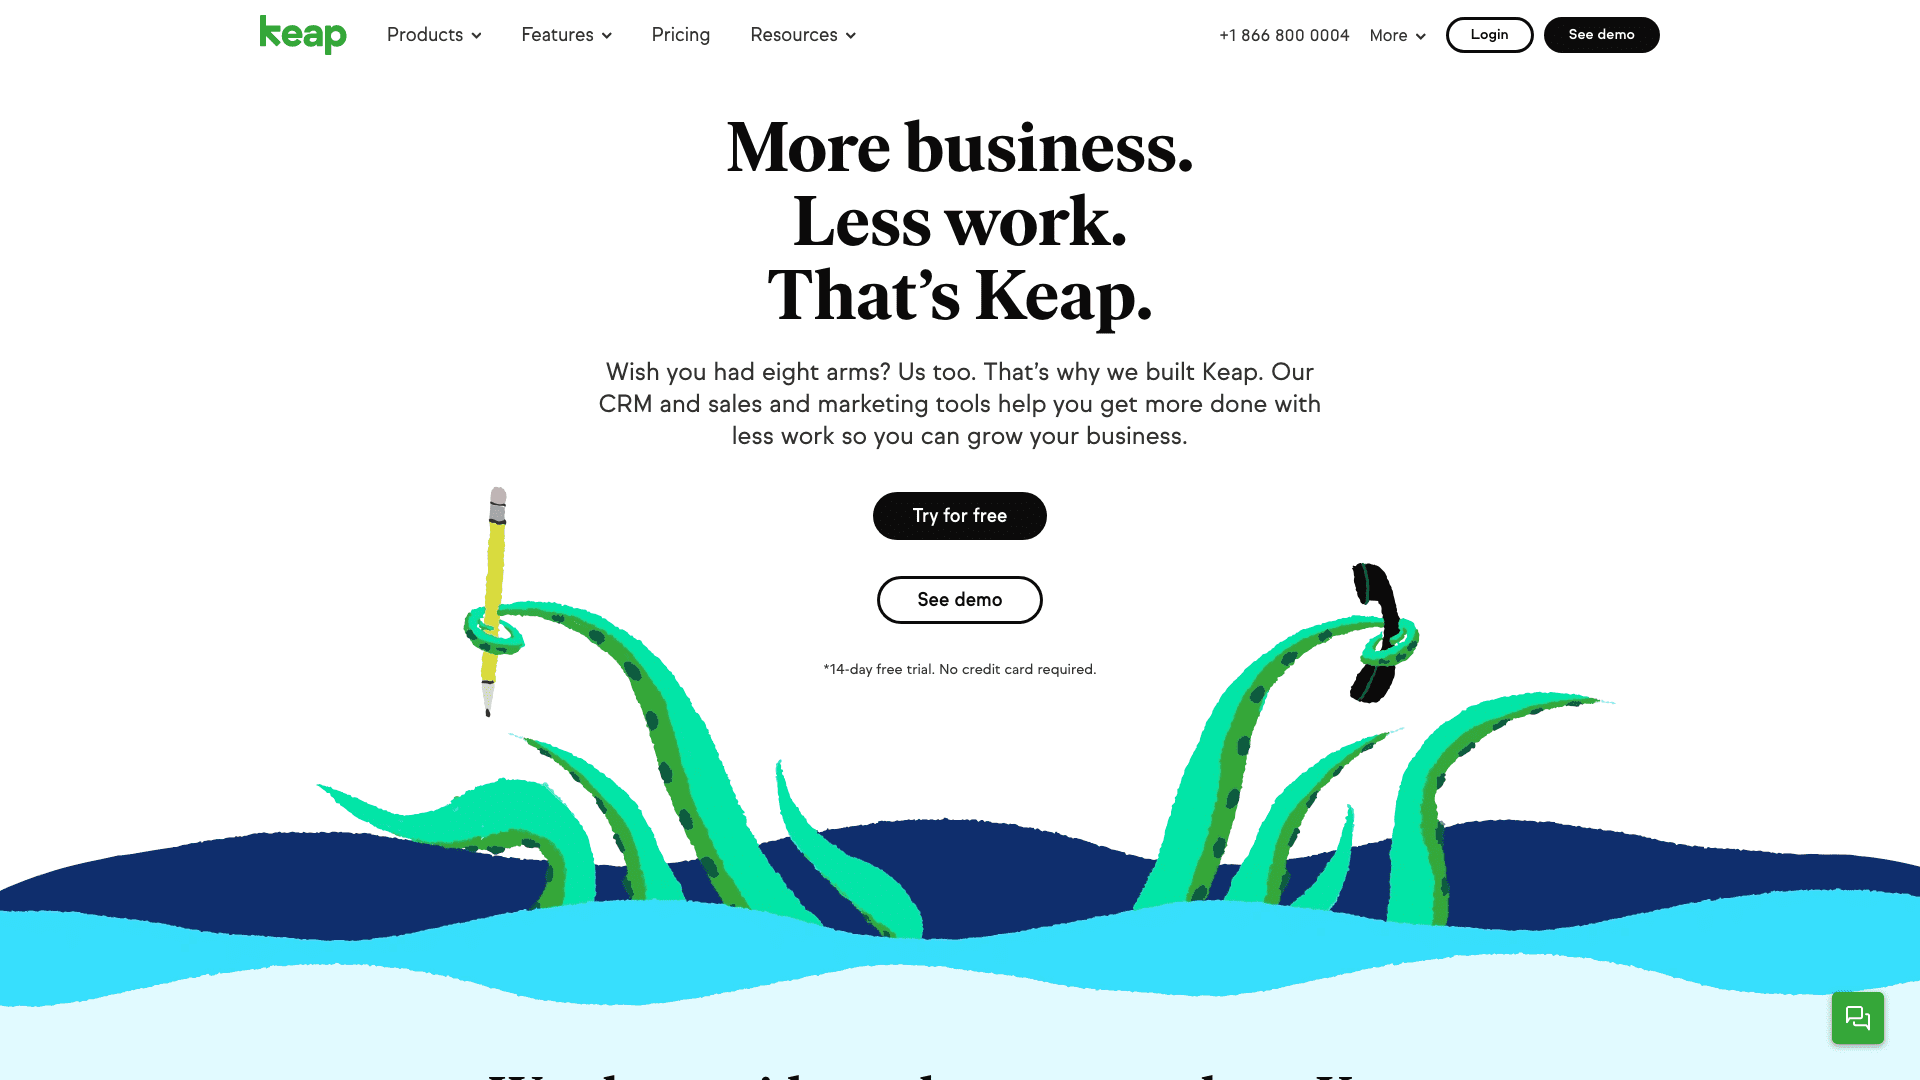 keap
Products
Features
Pricing
Resources
+1 866 800 0004
More
Login
See demo
More business.
Less work.
That’s Keap.
Wish you had eight arms? Us too. That’s why we built Keap. Our
CRM and sales and marketing tools help you get more done with
less work so you can grow your business.
Try for free
See demo
*14-day free trial. No credit card required.